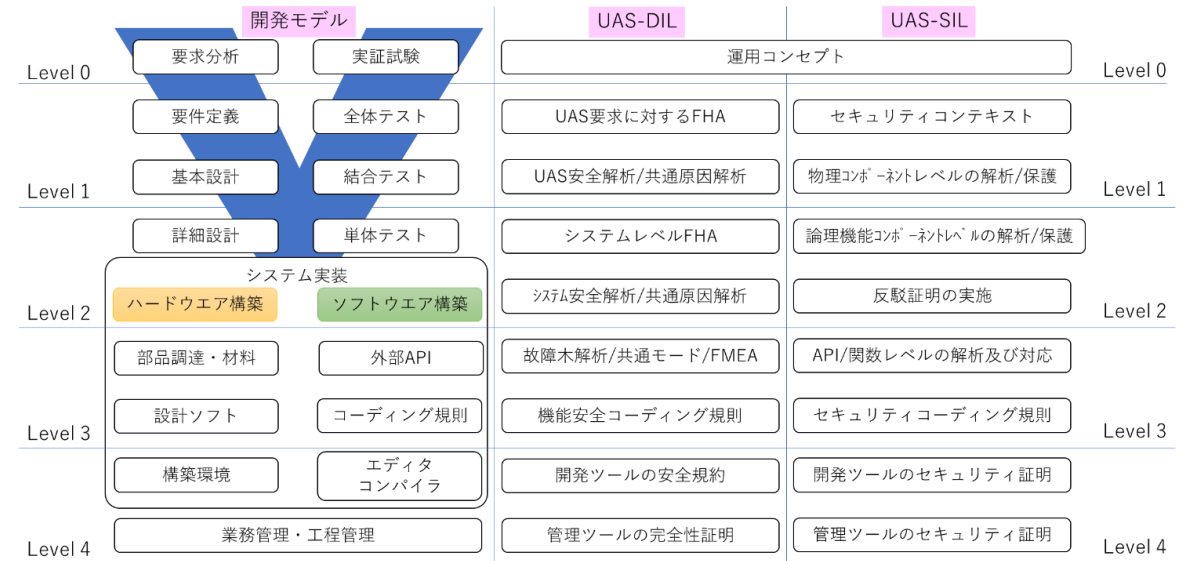 開発モデル
UAS-DIL
UAS-SIL
要求分析
実証試験
運用コンセプト
Level 0
Level 0
要件定義
全体テスト
UAS要求に対するFHA
セキュリティコンテキスト
基本設計
結合テスト
UAS安全解析/共通原因解析
物理ｺﾝﾎﾟｰﾈﾝﾄレベルの解析/保護
Level 1
Level 1
詳細設計
単体テスト
システムレベルFHA
論理機能ｺﾝﾎﾟｰﾈﾝﾄﾚﾍﾞﾙの解析/保護
システム実装
ハードウエア構築
ソフトウエア構築
ｼｽﾃﾑ安全解析/共通原因解析
反駁証明の実施
Level 2
Level 2
部品調達・材料
外部API
故障木解析/共通モード/FMEA
API/関数レベルの解析及び対応
設計ソフト
コーディング規則
機能安全コーディング規則
セキュリティコーディング規則
Level 3
Level 3
構築環境
エディタ
コンパイラ
開発ツールの安全規約
開発ツールのセキュリティ証明
業務管理・工程管理
管理ツールの完全性証明
管理ツールのセキュリティ証明
Level 4
Level 4